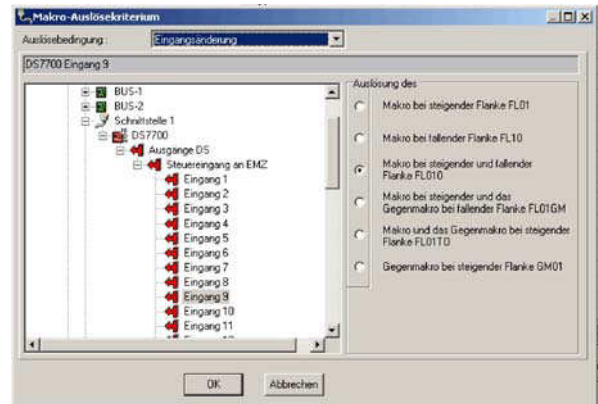 Makro-Auslösekriterium
Auslösebedingung :
Eingangsänderung
DS7700 Eingang 9
BUS-1
BUS-2
Schnittstelle 1
DS7700
Ausgänge DS
Steuereingang an EMZ
Eingang 1
Eingang 2
Eingang 3
Eingang 4
Eingang 5
Eingang 6
Eingang 7
Eingang 8
Eingang 9
Eingang 10
Eingang 11
Auslösung des
Makro bei steigender Flanke FL01
Makro bei fallender Flanke FL10
Makro bei steigender und fallender
Flanke FL010
Makro bei steigender und das
Gegenmakro bei fallender Flanke FL01GM
Makro und das Gegenmakro bei steigender
Flanke FL01TO
Gegenmakro bei steigender Flanke GM01
OK
Abbrechen